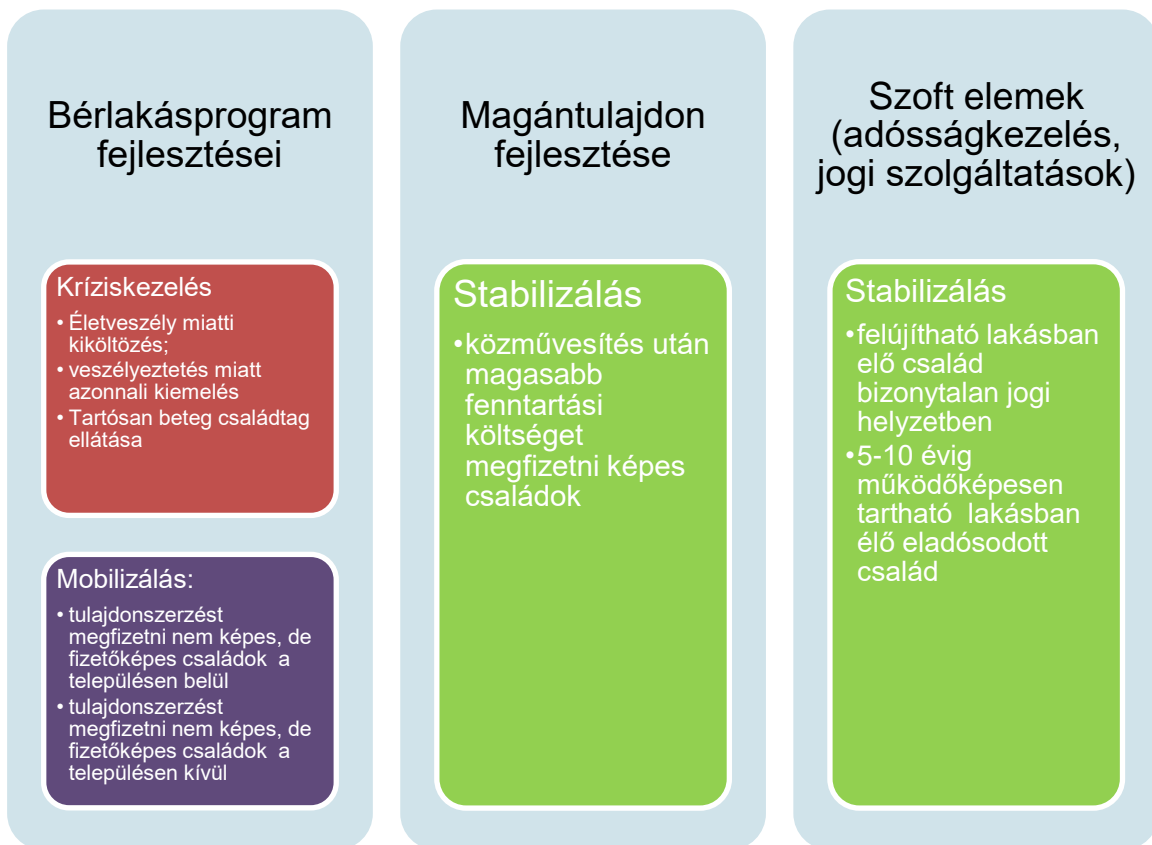 Bérlakásprogram
fejlesztései
Kríziskezelés
• Életveszély miatti
kiköltözés;
• veszélyeztetés miatt
azonnali kiemelés
• Tartósan beteg családtag
ellátása
Mobilizálás:
• tulajdonszerzést
megfizetni nem képes, de
fizetőképes családok a
településen belül
• tulajdonszerzést
megfizetni nem képes, de
fizetőképes családok a
településen kívül
Magántulajdon
fejlesztése
Stabilizálás
•közművesítés után
magasabb
fenntartási
költséget
megfizetni képes
családok
Szoft elemek
(adósságkezelés,
jogi szolgáltatások)
Stabilizálás
•felújítható lakásban
elő család
bizonytalan jogi
helyzetben
•5-10 évig
működőképesen
tartható lakásban
élő eladósodott
család